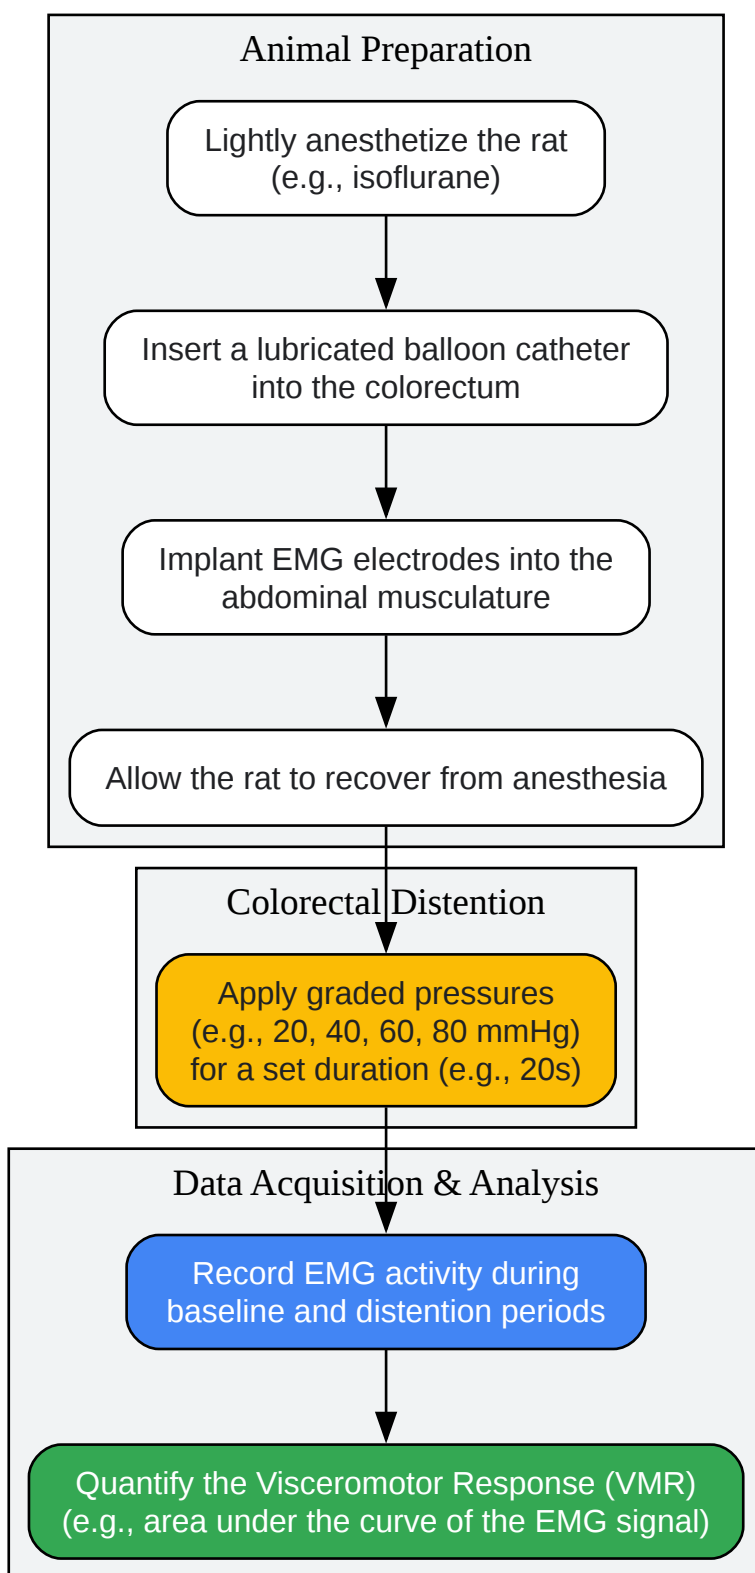 Animal Preparation
Lightly anesthetize the rat
(e.g., isoflurane)
Insert a lubricated balloon catheter
into the colorectum
Implant EMG electrodes into the
abdominal musculature
Allow the rat to recover from anesthesia
Colorectal Distention
Apply graded pressures
(e.g., 20, 40, 60, 80 mmHg)
for a set duration (e.g., 20s)
Data Acquisition & Analysis
Record EMG activity during
baseline and distention periods
Quantify the Visceromotor Response (VMR)
(e.g., area under the curve of the EMG signal)